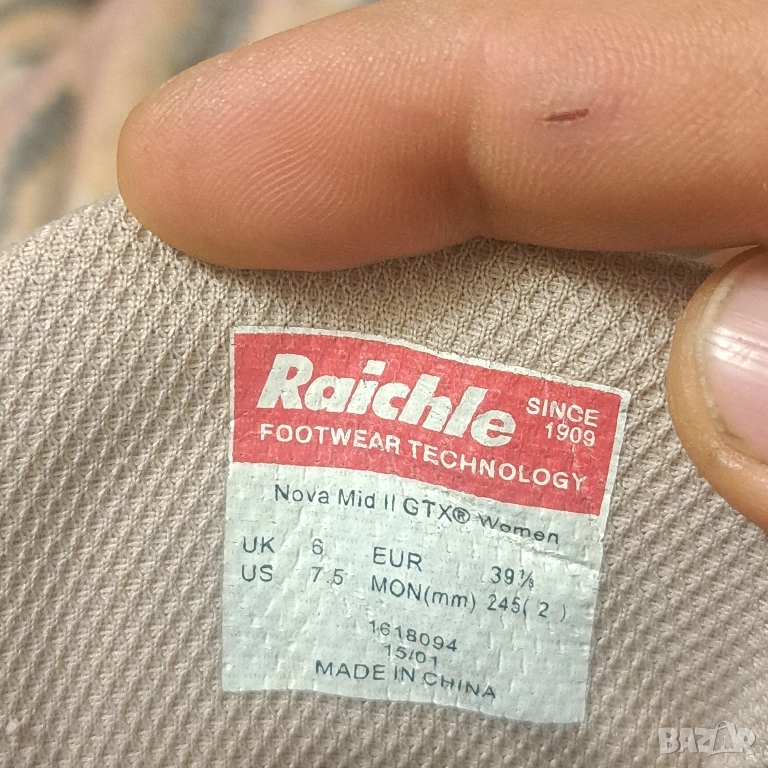 Raichle SINCE 1909
FOOTWEAR TECHNOLOGY
Nova Mid II GTX® Women
UK 6 EUR 39⅓
US 7.5 MON(mm) 245(2)
1618094
15/01
MADE IN CHINA
BAZAR